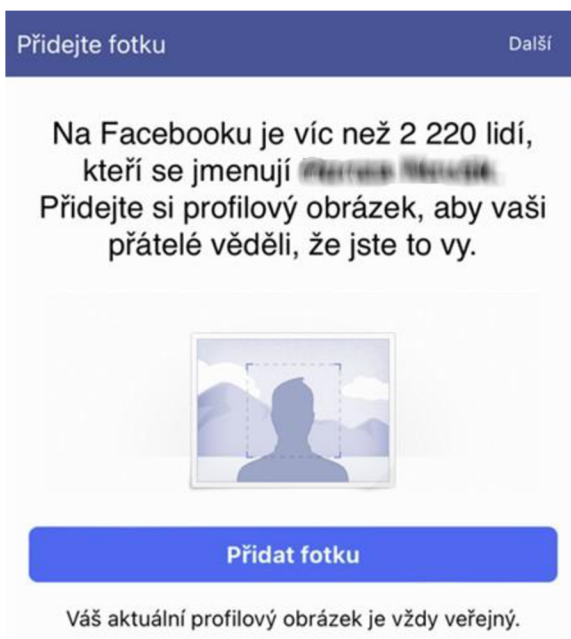 Přidejte fotku
Další
Na Facebooku je víc než 2 220 lidí,
kteří se jmenují
Přidejte si profilový obrázek, aby vaši
přátelé věděli, že jste to vy.
Přidat fotku
Váš aktuální profilový obrázek je vždy veřejný.